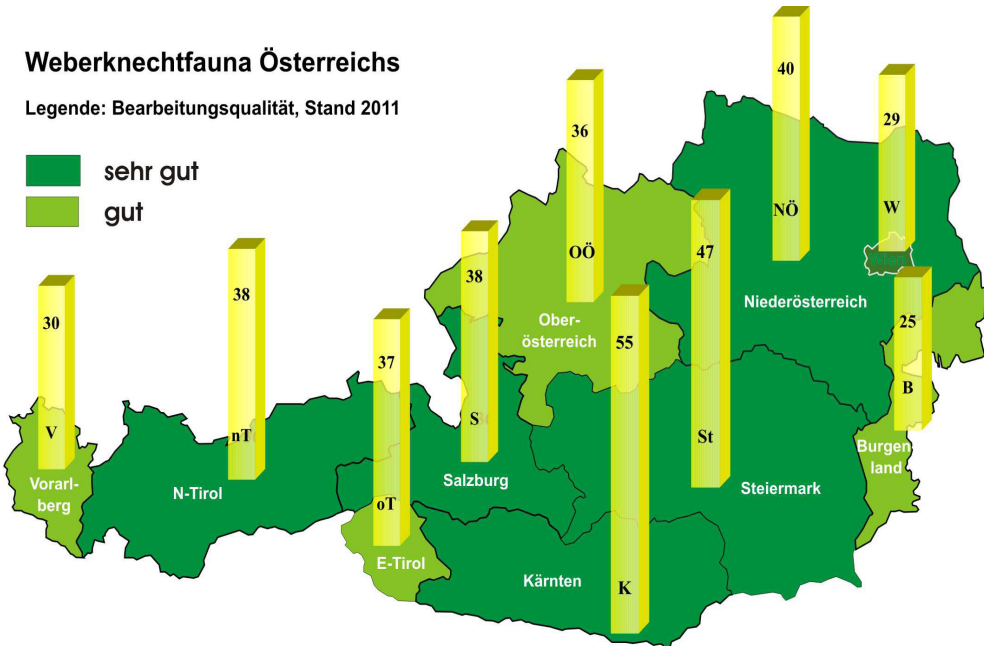 Weberknechtfauna Österreichs
Legende: Bearbeitungsqualität, Stand 2011
sehr gut
gut
40
NÖ
36
OÖ
29
W
Wien
47
St
38
S
38
nT
30
V
37
oT
55
K
25
B
Niederösterreich
Ober-
österreich
Burgen
land
Steiermark
Salzburg
N-Tirol
Vorarl-
berg
E-Tirol
Kärnten